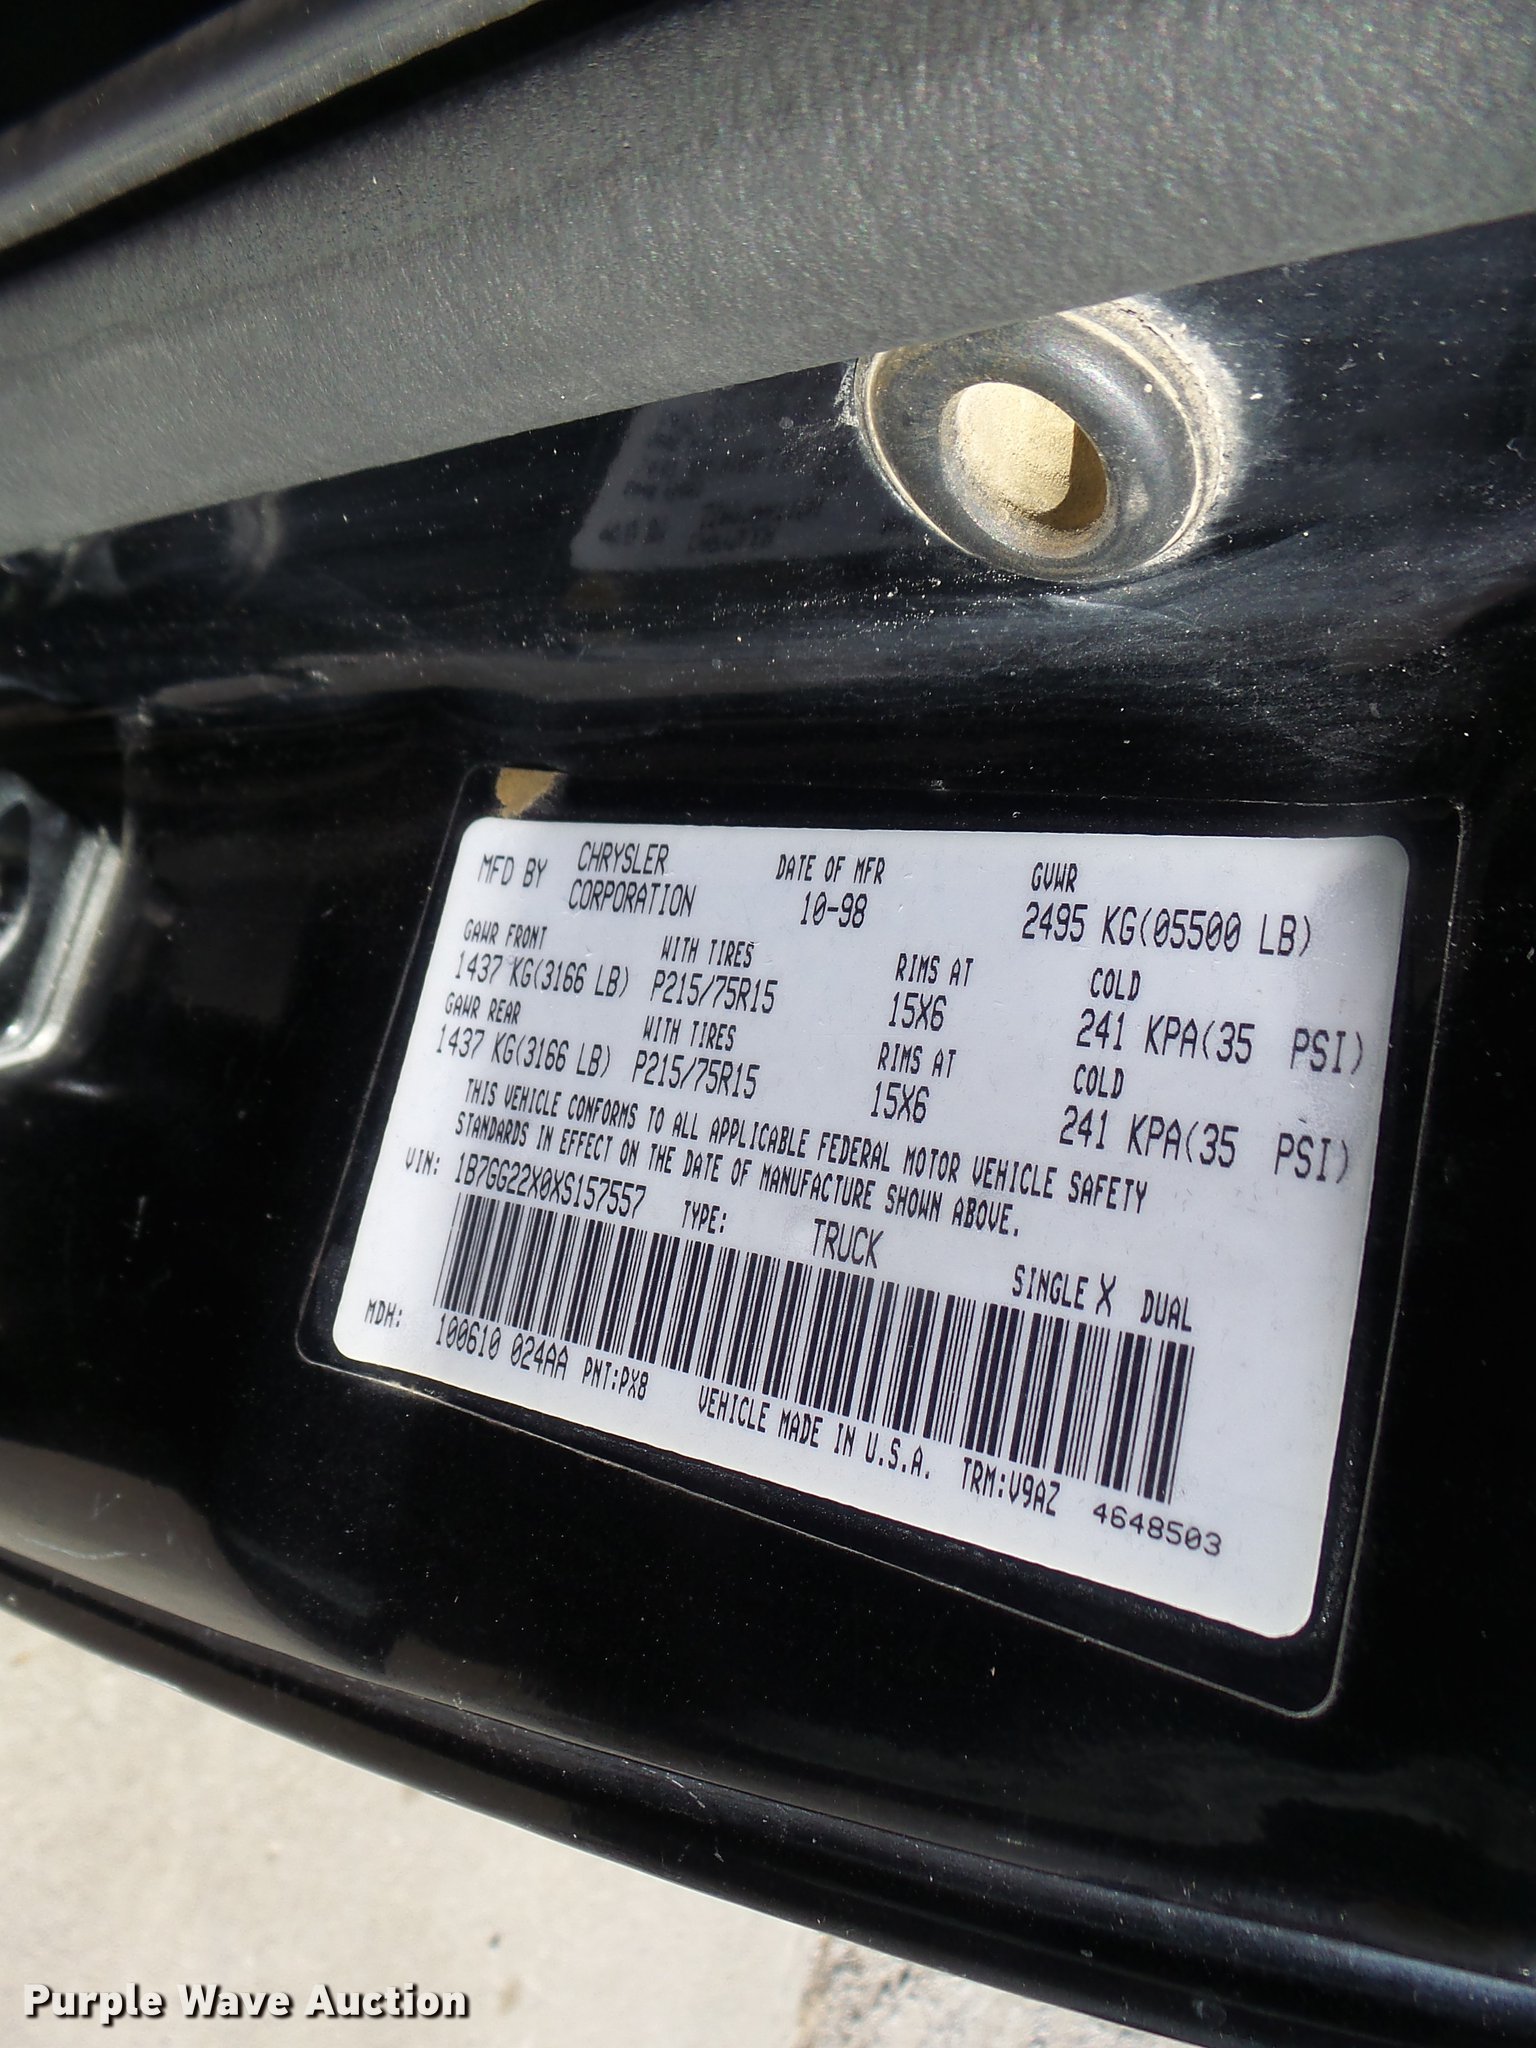 MFD BY CHRYSLER CORPORATION DATE OF MFR 10-98 GVWR 2495 KG(05500 LB)
GAWR FRONT WITH TIRES RIMS AT COLD
1437 KG(3166 LB) P215/75R15 15X6 241 KPA(35 PSI)
GAWR REAR WITH TIRES RIMS AT COLD
1437 KG(3166 LB) P215/75R15 15X6 241 KPA(35 PSI)
THIS VEHICLE CONFORMS TO ALL APPLICABLE FEDERAL MOTOR VEHICLE SAFETY
STANDARDS IN EFFECT ON THE DATE OF MANUFACTURE SHOWN ABOVE.
VIN: 1B7GG22X0XS157557 TYPE: TRUCK SINGLE X DUAL
MDH: 100610 024AA PNT:PX8 VEHICLE MADE IN U.S.A. TRM:V9AZ 4648503
Purple Wave Auction